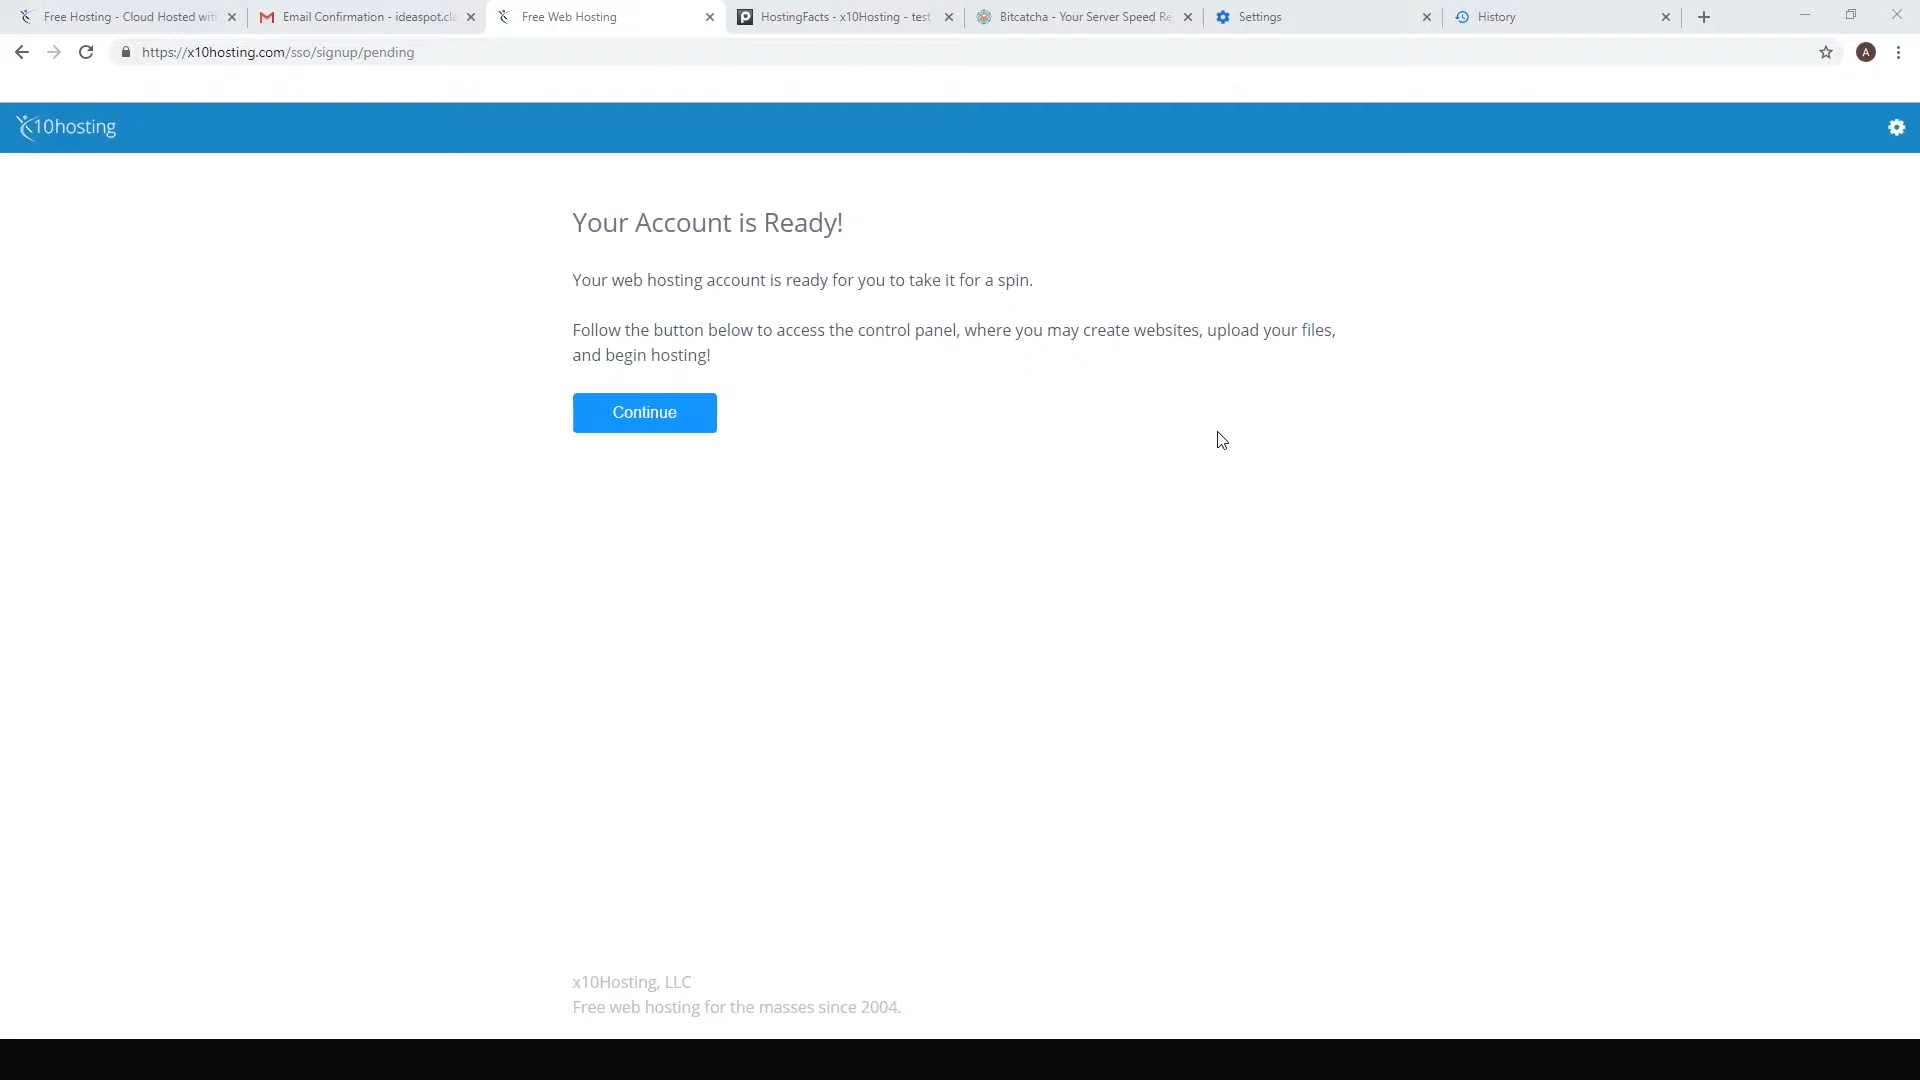 Free Hosting - Cloud Hosted wit
Email Confirmation - ideaspot.cla
Free Web Hosting
HostingFacts - x10Hosting - test
Bitcatcha - Your Server Speed Re
Settings
History
https://x10hosting.com/sso/signup/pending
A
x10hosting
Your Account is Ready!
Your web hosting account is ready for you to take it for a spin.
Follow the button below to access the control panel, where you may create websites, upload your files,
and begin hosting!
Continue
x10Hosting, LLC
Free web hosting for the masses since 2004.